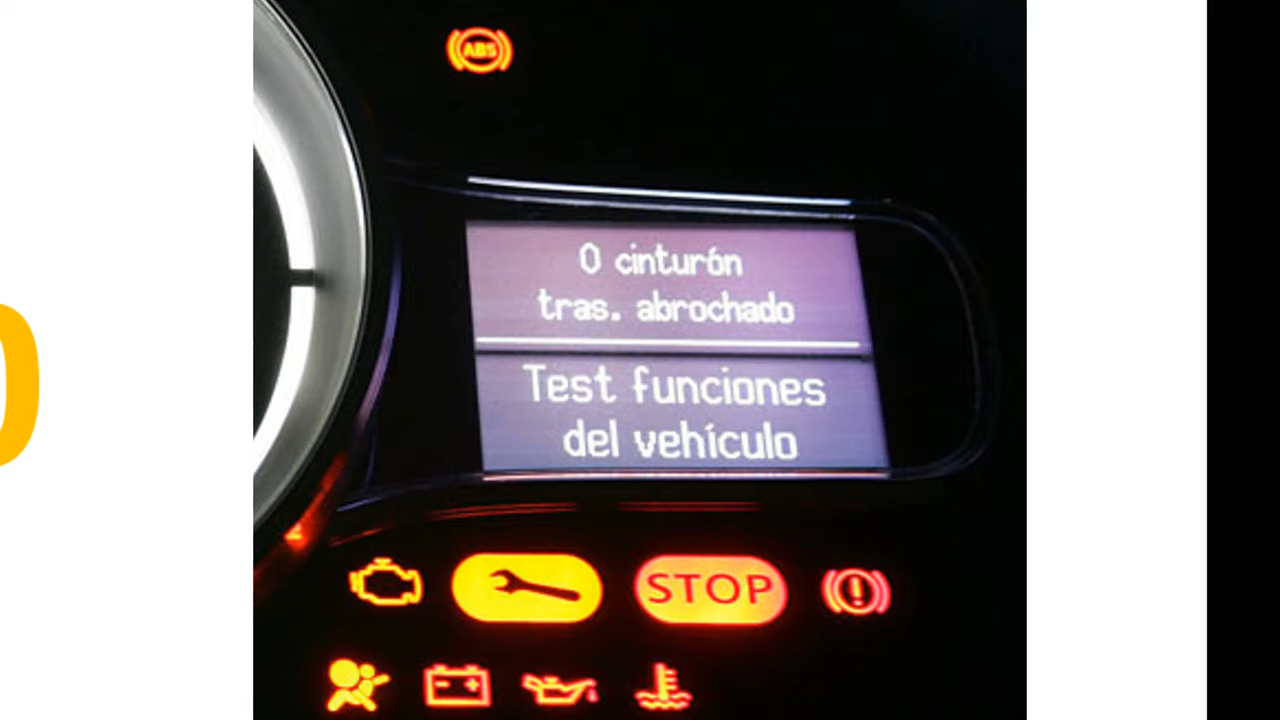 ABS
0 cinturón
tras. abrochado
Test funciones
del vehículo
STOP